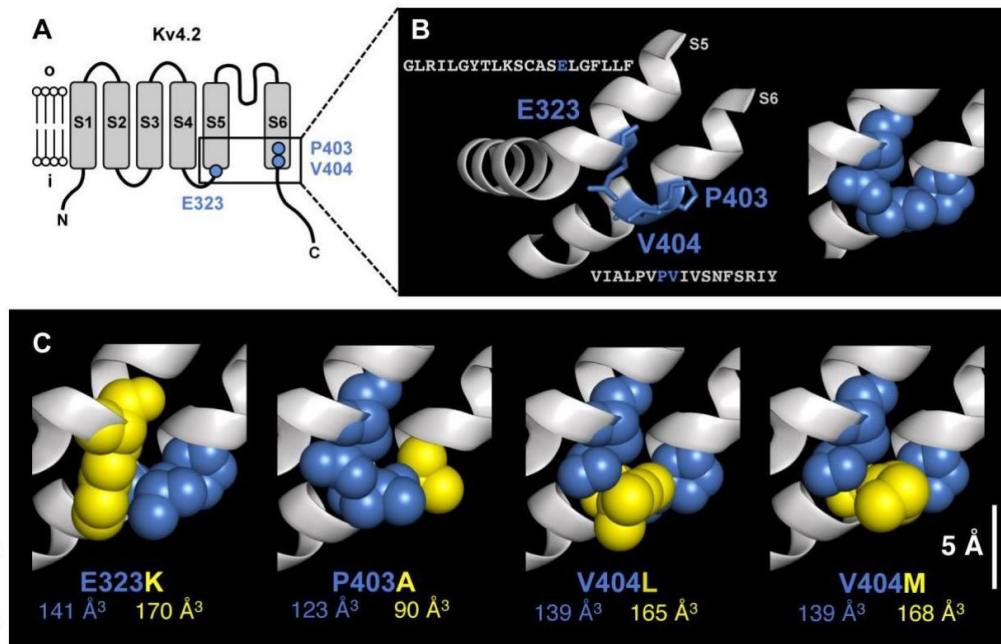 A
Kv4.2
o
S1 S2 S3 S4 S5 S6
i
P403
V404
E323
N
C
B
S5
GLRILGYTLKSCASELGFLLF
S6
E323
P403
V404
VIALPVPVIVSNFSRIY
C
5 Å
E323K P403A V404L V404M
141 Å³ 170 Å³ 123 Å³ 90 Å³ 139 Å³ 165 Å³ 139 Å³ 168 Å³